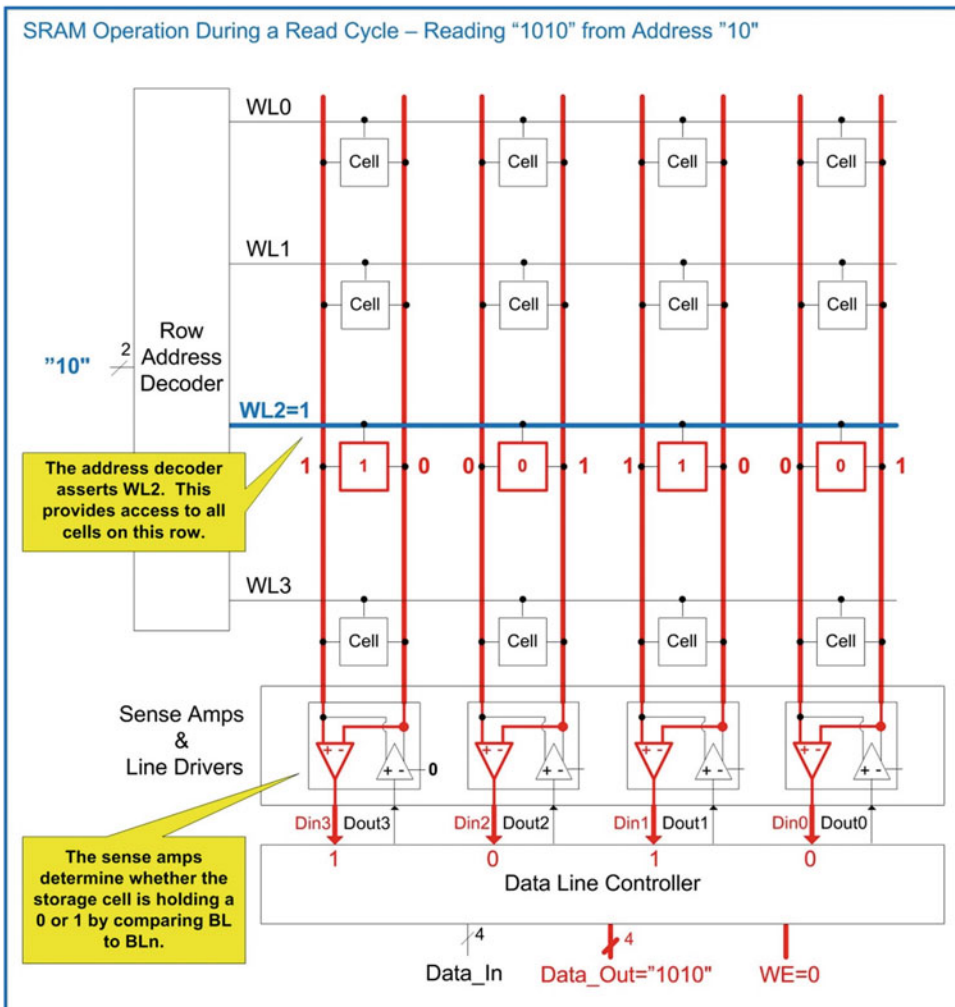 SRAM Operation During a Read Cycle – Reading “1010” from Address ”10"
WL0
Cell Cell Cell Cell
WL1
Cell Cell Cell Cell
Row
Address
Decoder
”10"
2
WL2=1
1 1 0 0 0 1 1 1 0 0 0 1
The address decoder
asserts WL2. This
provides access to all
cells on this row.
WL3
Cell Cell Cell Cell
Sense Amps
&
Line Drivers
+ - + - 0 + - + - + - + - + - + -
Din3 Dout3 Din2 Dout2 Din1 Dout1 Din0 Dout0
1 0 1 0
Data Line Controller
The sense amps
determine whether the
storage cell is holding a
0 or 1 by comparing BL
to BLn.
4 4
Data_In Data_Out=”1010" WE=0